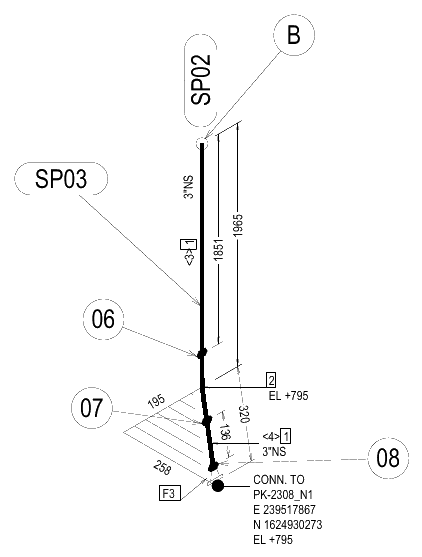 B
SP02
SP03
3"NS
<3> 1
1851
1965
06
2
EL +795
195
07
136
320
<4> 1
3"NS
258
08
F3
CONN. TO
PK-2308_N1
E 239517867
N 1624930273
EL +795